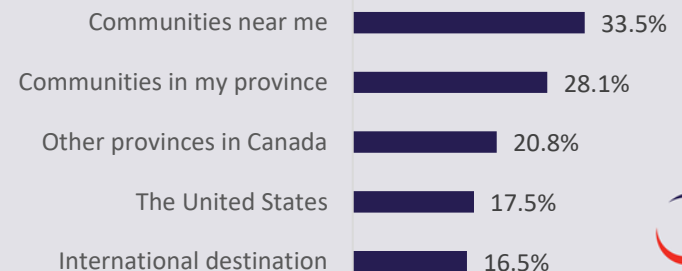 Communities near me 33.5%
Communities in my province 28.1%
Other provinces in Canada 20.8%
The United States 17.5%
International destination 16.5%